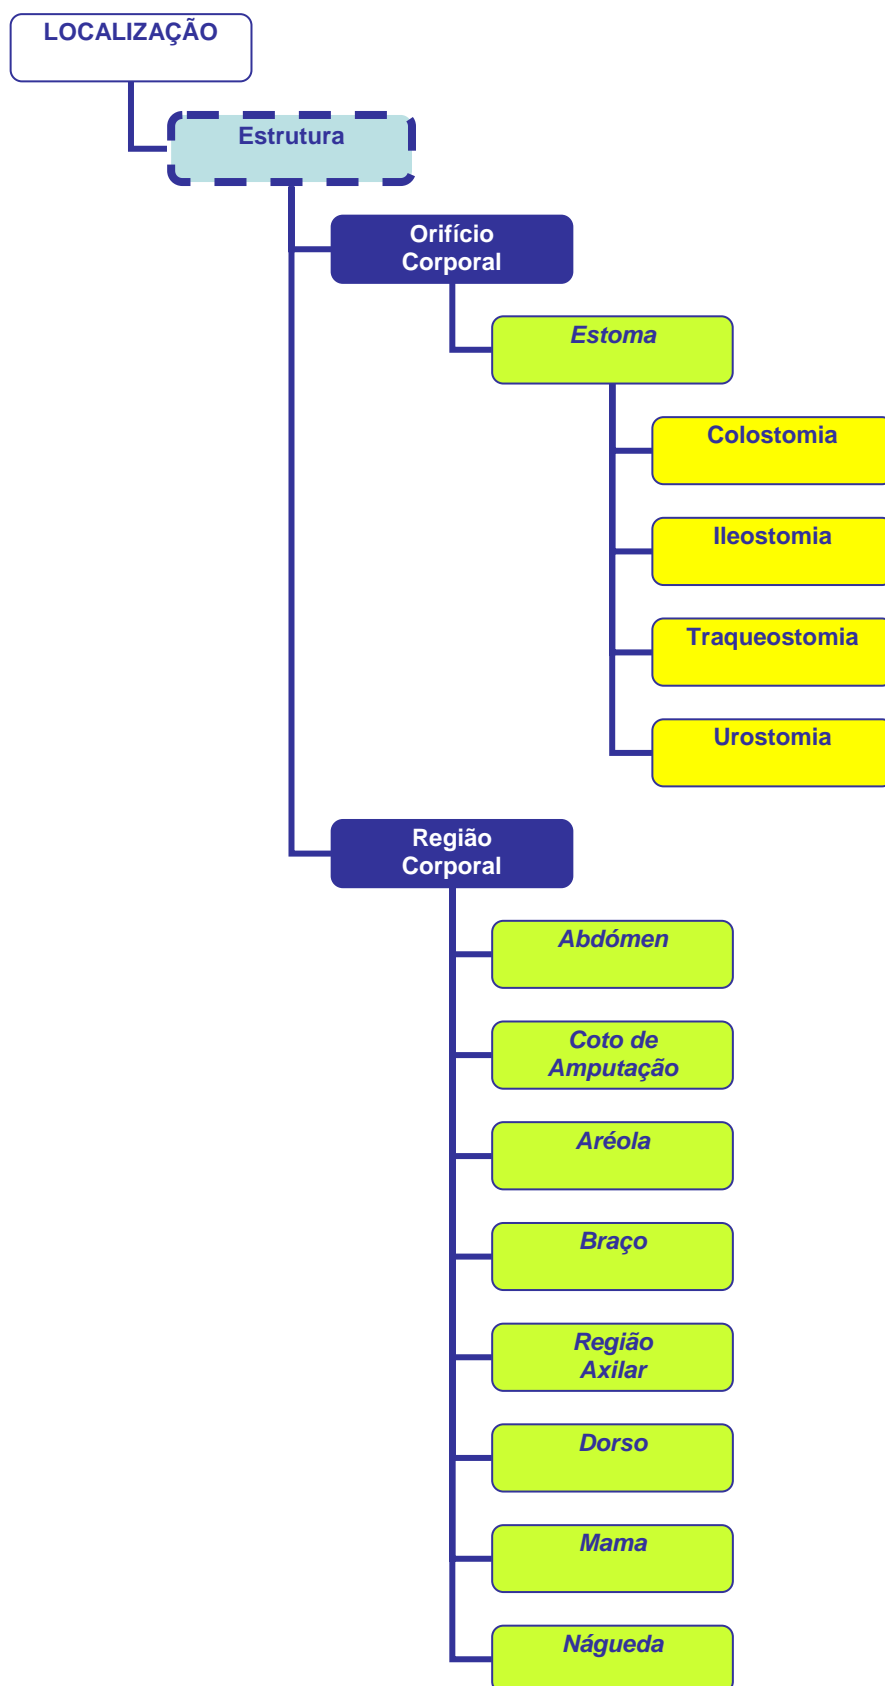 LOCALIZAÇÃO
Estrutura
Orifício
Corporal
Estoma
Colostomia
Ileostomia
Traqueostomia
Urostomia
Região
Corporal
Abdómen
Coto de
Amputação
Aréola
Braço
Região
Axilar
Dorso
Mama
Nágueda